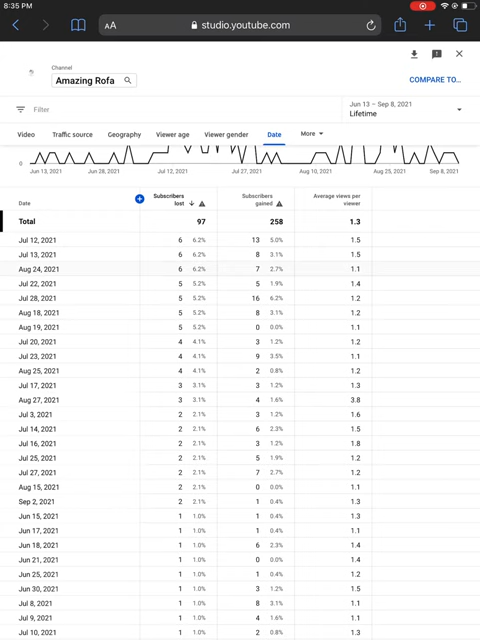 8:35 PM
AA studio.youtube.com
Channel
Amazing Rofa
COMPARE TO...
Filter
Jun 13 – Sep 8, 2021
Lifetime
Video Traffic source Geography Viewer age Viewer gender Date More
0
Jun 13, 2021 Jun 28, 2021 Jul 12, 2021 Jul 27, 2021 Aug 10, 2021 Aug 25, 2021 Sep 8, 2021
Date Subscribers lost Subscribers gained Average views per viewer
Total 97 258 1.3
Jul 12, 2021 6 6.2% 13 5.0% 1.5
Jul 13, 2021 6 6.2% 8 3.1% 1.5
Aug 24, 2021 6 6.2% 7 2.7% 1.1
Jul 22, 2021 5 5.2% 5 1.9% 1.4
Jul 28, 2021 5 5.2% 16 6.2% 1.2
Aug 18, 2021 5 5.2% 8 3.1% 1.2
Aug 19, 2021 5 5.2% 0 0.0% 1.1
Jul 20, 2021 4 4.1% 3 1.2% 1.2
Jul 23, 2021 4 4.1% 9 3.5% 1.1
Aug 25, 2021 4 4.1% 2 0.8% 1.2
Jul 17, 2021 3 3.1% 3 1.2% 1.3
Aug 27, 2021 3 3.1% 4 1.6% 3.8
Jul 3, 2021 2 2.1% 3 1.2% 1.6
Jul 14, 2021 2 2.1% 6 2.3% 1.5
Jul 16, 2021 2 2.1% 3 1.2% 1.8
Jul 25, 2021 2 2.1% 5 1.9% 1.2
Jul 27, 2021 2 2.1% 7 2.7% 1.2
Aug 15, 2021 2 2.1% 0 0.0% 1.1
Sep 2, 2021 2 2.1% 1 0.4% 1.3
Jun 15, 2021 1 1.0% 1 0.4% 1.3
Jun 17, 2021 1 1.0% 1 0.4% 1.1
Jun 18, 2021 1 1.0% 6 2.3% 1.4
Jun 21, 2021 1 1.0% 0 0.0% 1.4
Jun 25, 2021 1 1.0% 1 0.4% 1.2
Jun 30, 2021 1 1.0% 3 1.2% 1.5
Jul 8, 2021 1 1.0% 8 3.1% 1.1
Jul 9, 2021 1 1.0% 4 1.6% 1.1
Jul 10, 2021 1 1.0% 2 0.8% 1.3